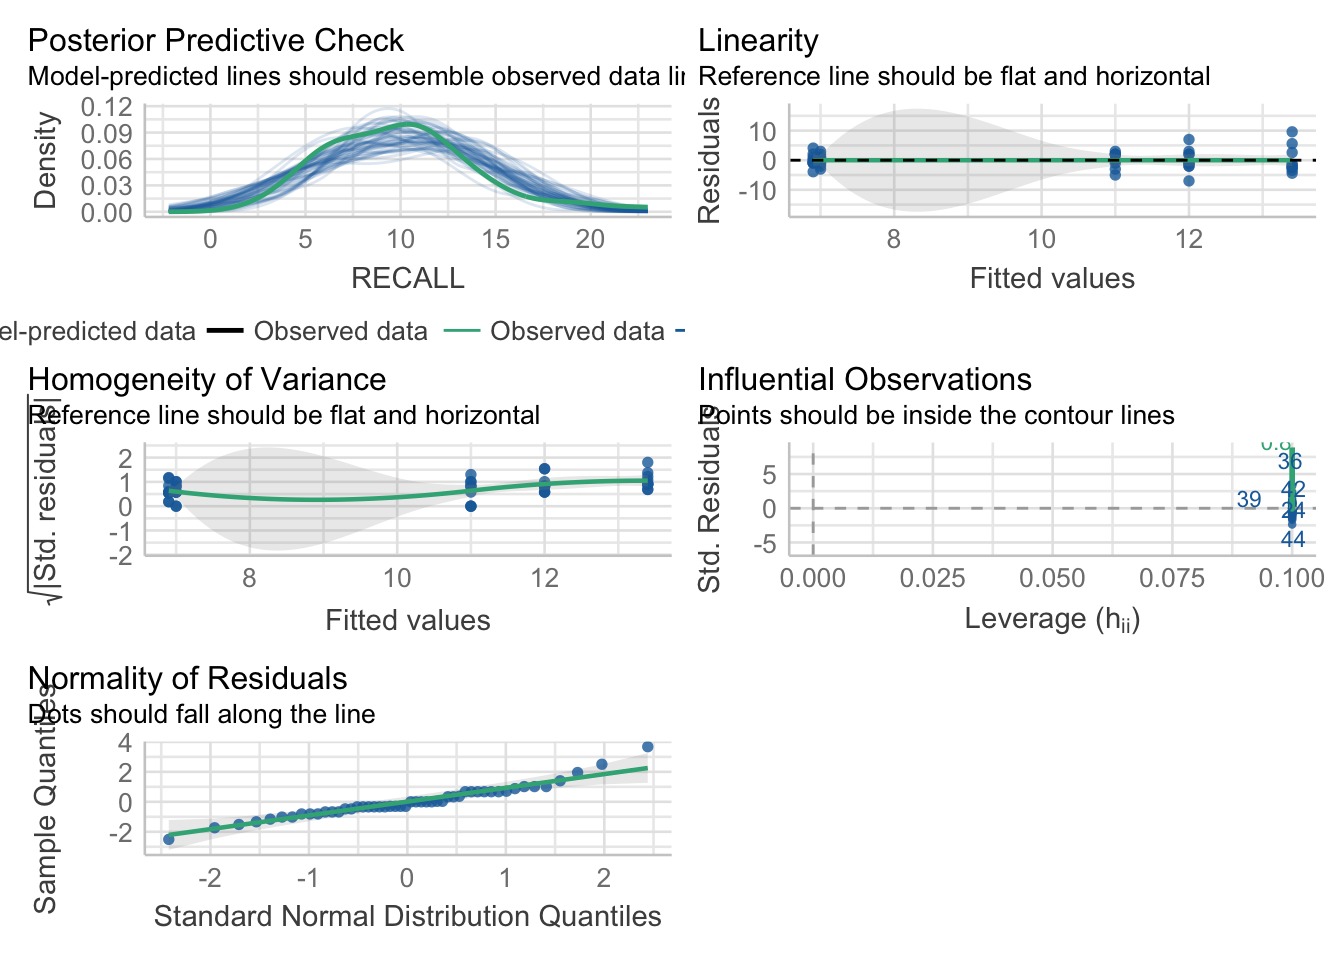 Posterior Predictive Check
Model-predicted lines should resemble observed data lin
Density
0.12
0.09
0.06
0.03
0.00
0 5 10 15 20
RECALL
el-predicted data Observed data Observed data
Linearity
Reference line should be flat and horizontal
Residuals
10
0
-10
8 10 12
Fitted values
Homogeneity of Variance
Reference line should be flat and horizontal
√|Std. residuals|
2
1
0
-1
-2
8 10 12
Fitted values
Influential Observations
Points should be inside the contour lines
Std. Residuals
5
0
-5
0.8
36
42
39
24
44
0.000 0.025 0.050 0.075 0.100
Leverage (hii)
Normality of Residuals
Dots should fall along the line
Sample Quantiles
4
2
0
-2
-2 -1 0 1 2
Standard Normal Distribution Quantiles